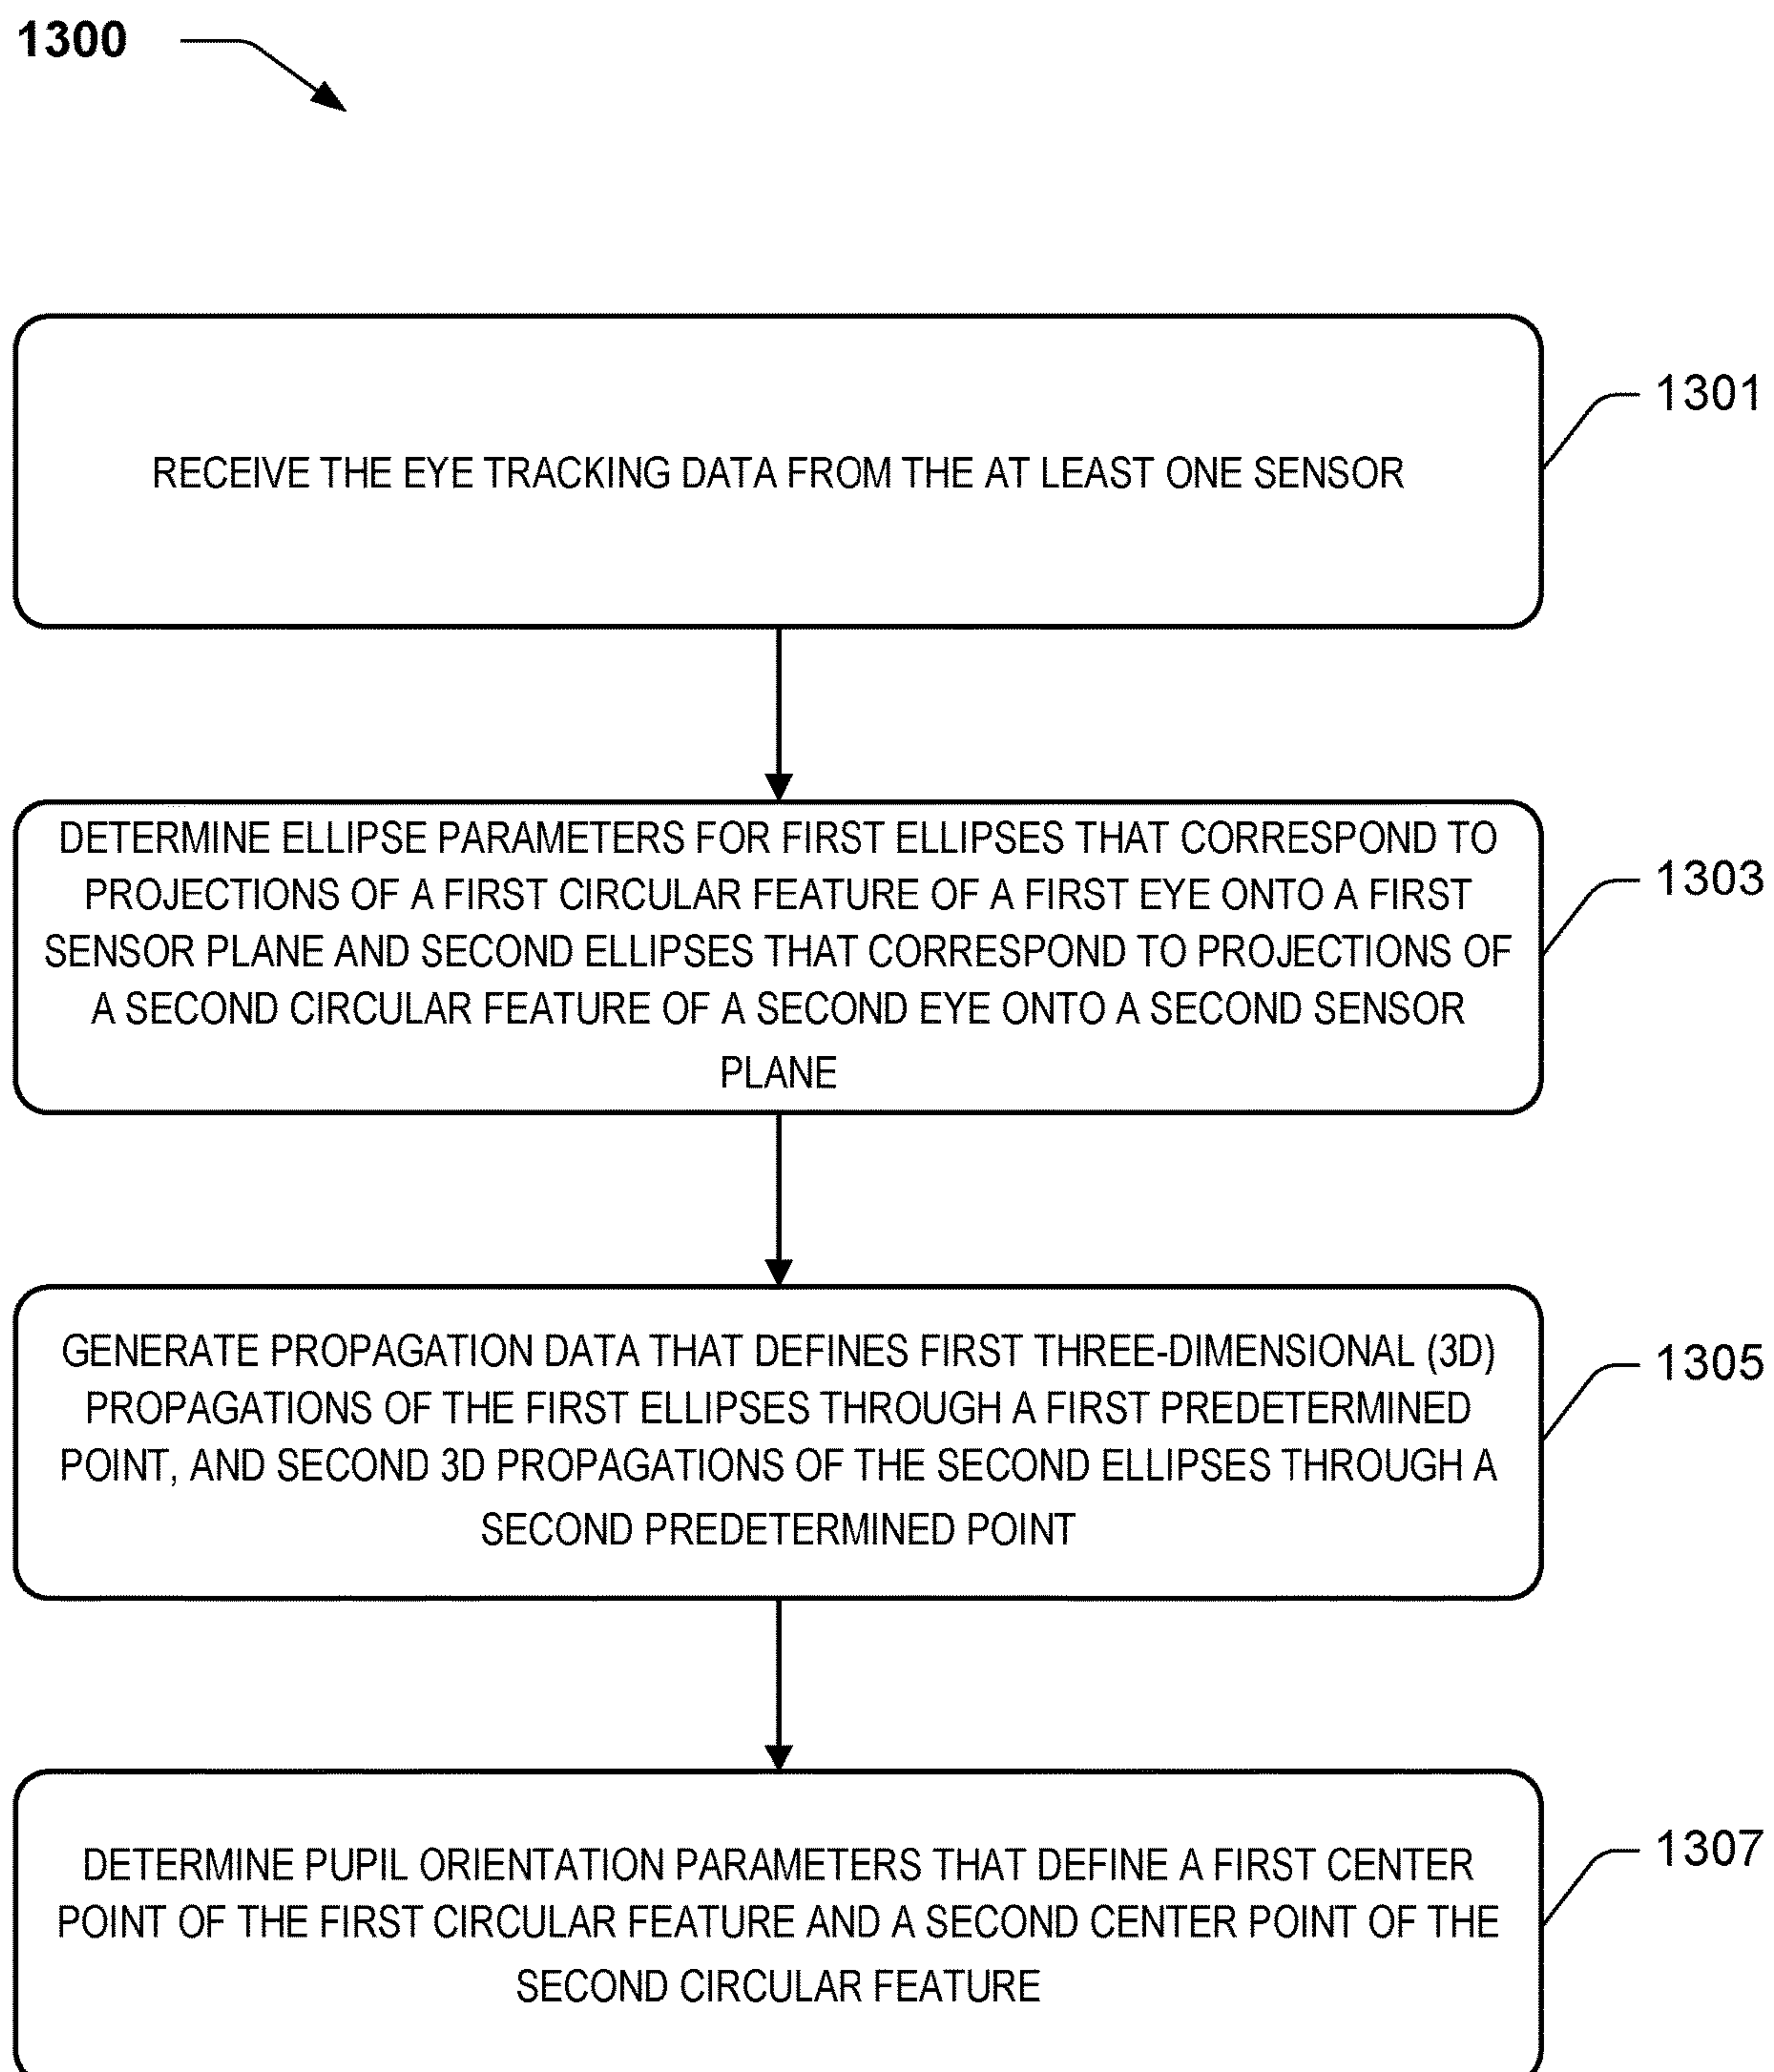 1300
RECEIVE THE EYE TRACKING DATA FROM THE AT LEAST ONE SENSOR
1301
DETERMINE ELLIPSE PARAMETERS FOR FIRST ELLIPSES THAT CORRESPOND TO
PROJECTIONS OF A FIRST CIRCULAR FEATURE OF A FIRST EYE ONTO A FIRST
SENSOR PLANE AND SECOND ELLIPSES THAT CORRESPOND TO PROJECTIONS OF
A SECOND CIRCULAR FEATURE OF A SECOND EYE ONTO A SECOND SENSOR
PLANE
1303
GENERATE PROPAGATION DATA THAT DEFINES FIRST THREE-DIMENSIONAL (3D)
PROPAGATIONS OF THE FIRST ELLIPSES THROUGH A FIRST PREDETERMINED
POINT, AND SECOND 3D PROPAGATIONS OF THE SECOND ELLIPSES THROUGH A
SECOND PREDETERMINED POINT
1305
DETERMINE PUPIL ORIENTATION PARAMETERS THAT DEFINE A FIRST CENTER
POINT OF THE FIRST CIRCULAR FEATURE AND A SECOND CENTER POINT OF THE
SECOND CIRCULAR FEATURE
1307